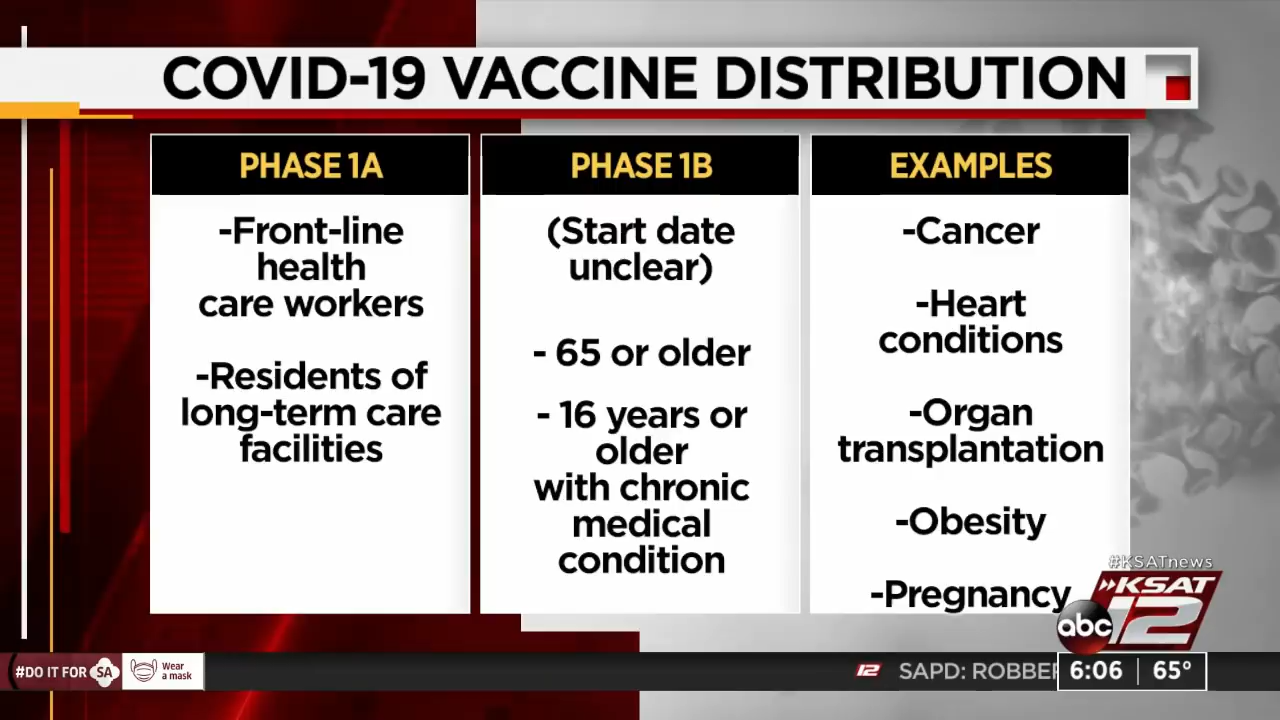 COVID-19 VACCINE DISTRIBUTION
PHASE 1A
-Front-line
health
care workers
-Residents of
long-term care
facilities
PHASE 1B
(Start date
unclear)
- 65 or older
- 16 years or
older
with chronic
medical
condition
EXAMPLES
-Cancer
-Heart
conditions
-Organ
transplantation
-Obesity
-Pregnancy
#KSATnews
KSAT
abc 12
#DO IT FOR SA
Wear
a mask
12 SAPD: ROBBER
6:06 65°